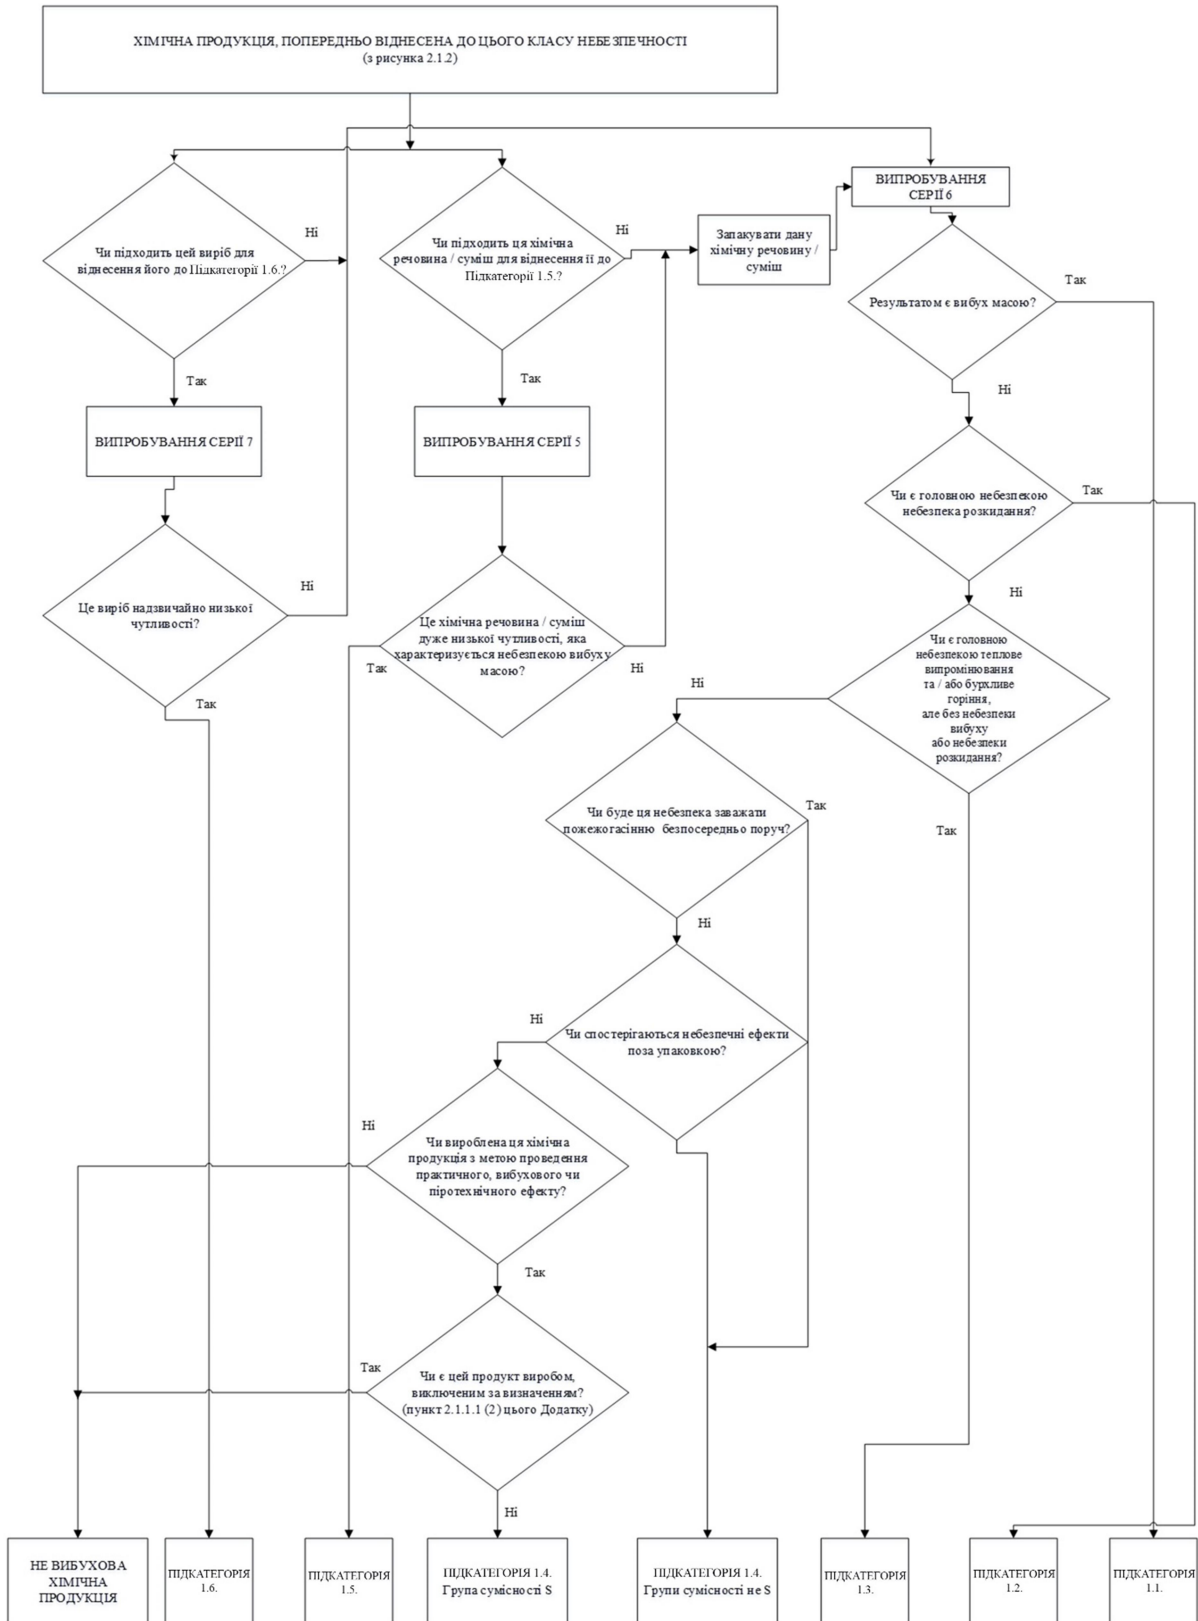 ХІМІЧНА ПРОДУКЦІЯ, ПОПЕРЕДНЬО ВІДНЕСЕНА ДО ЦЬОГО КЛАСУ НЕБЕЗПЕЧНОСТІ
(з рисунка 2.1.2)
ВИПРОБУВАННЯ
СЕРІЇ 6
Чи підходить цей виріб для
віднесення його до Підкатегорії 1.6.?
Ні
Чи підходить ця хімічна
речовина / суміш для віднесення її до
Підкатегорії 1.5.?
Ні
Запакувати дану
хімічну речовину /
суміш
Результатом є вибух масою?
Так
Так
Так
Ні
ВИПРОБУВАННЯ СЕРІЇ 7
ВИПРОБУВАННЯ СЕРІЇ 5
Чи є головною небезпекою
небезпека розкидання?
Так
Ні
Це виріб надзвичайно низької
чутливості?
Ні
Це хімічна речовина / суміш
дуже низької чутливості, яка
характеризується небезпекою вибуху
масою?
Так
Ні
Чи є головною
небезпекою теплове
випромінювання
та / або бурхливе
горіння,
але без небезпеки
вибуху
або небезпеки
розкидання?
Ні
Так
Так
Чи буде ця небезпека заважати
пожежогасінню безпосередньо поруч?
Так
Ні
Чи спостерігаються небезпечні ефекти
поза упаковкою?
Ні
Чи вироблена ця хімічна
продукція з метою проведення
практичного, вибухового чи
піротехнічного ефекту?
Ні
Так
Чи є цей продукт виробом,
виключеним за визначенням?
(пункт 2.1.1.1 (2) цього Додатку)
Так
Ні
НЕ ВИБУХОВА
ХІМІЧНА
ПРОДУКЦІЯ
ПІДКАТЕГОРІЯ
1.6.
ПІДКАТЕГОРІЯ
1.5.
ПІДКАТЕГОРІЯ 1.4.
Група сумісності S
ПІДКАТЕГОРІЯ 1.4.
Групи сумісності не S
ПІДКАТЕГОРІЯ
1.3.
ПІДКАТЕГОРІЯ
1.2.
ПІДКАТЕГОРІЯ
1.1.